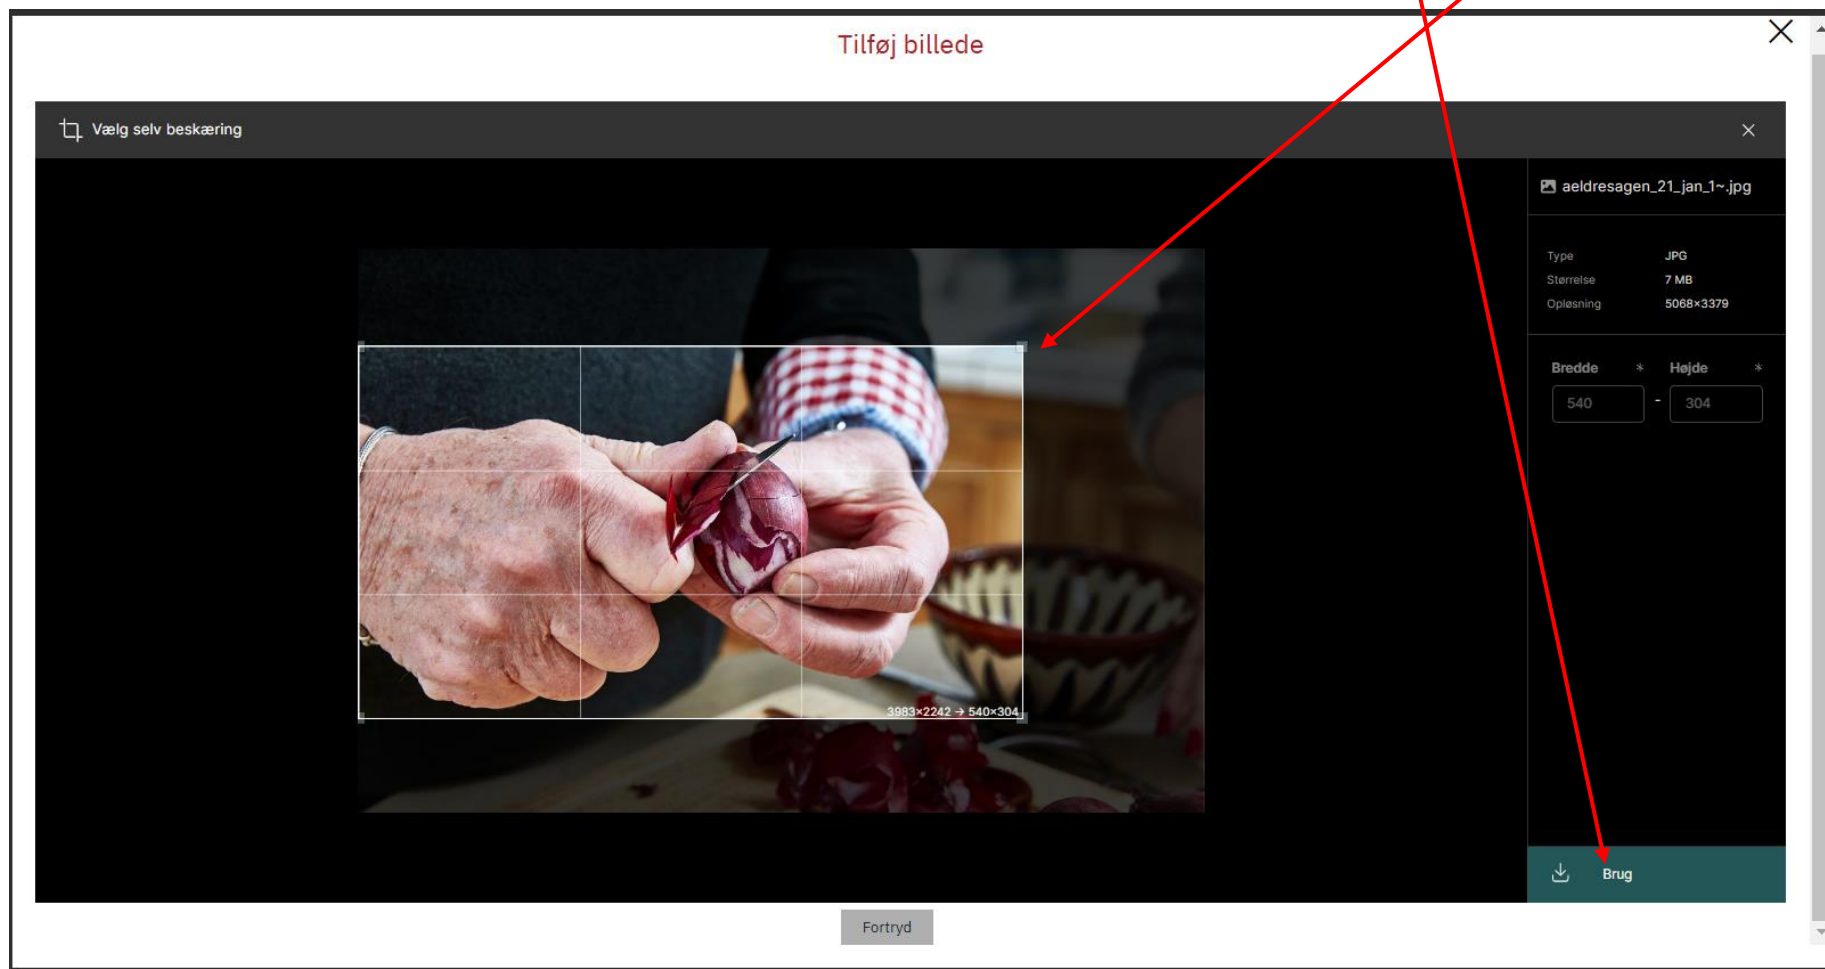 Tilføj billede
Vælg selv beskæring
aeldresagen_21_jan_1~.jpg
Type JPG
Størrelse 7 MB
Opløsning 5068×3379
Bredde * Højde *
540 - 304
3983×2242 → 540×304
Brug
Fortryd